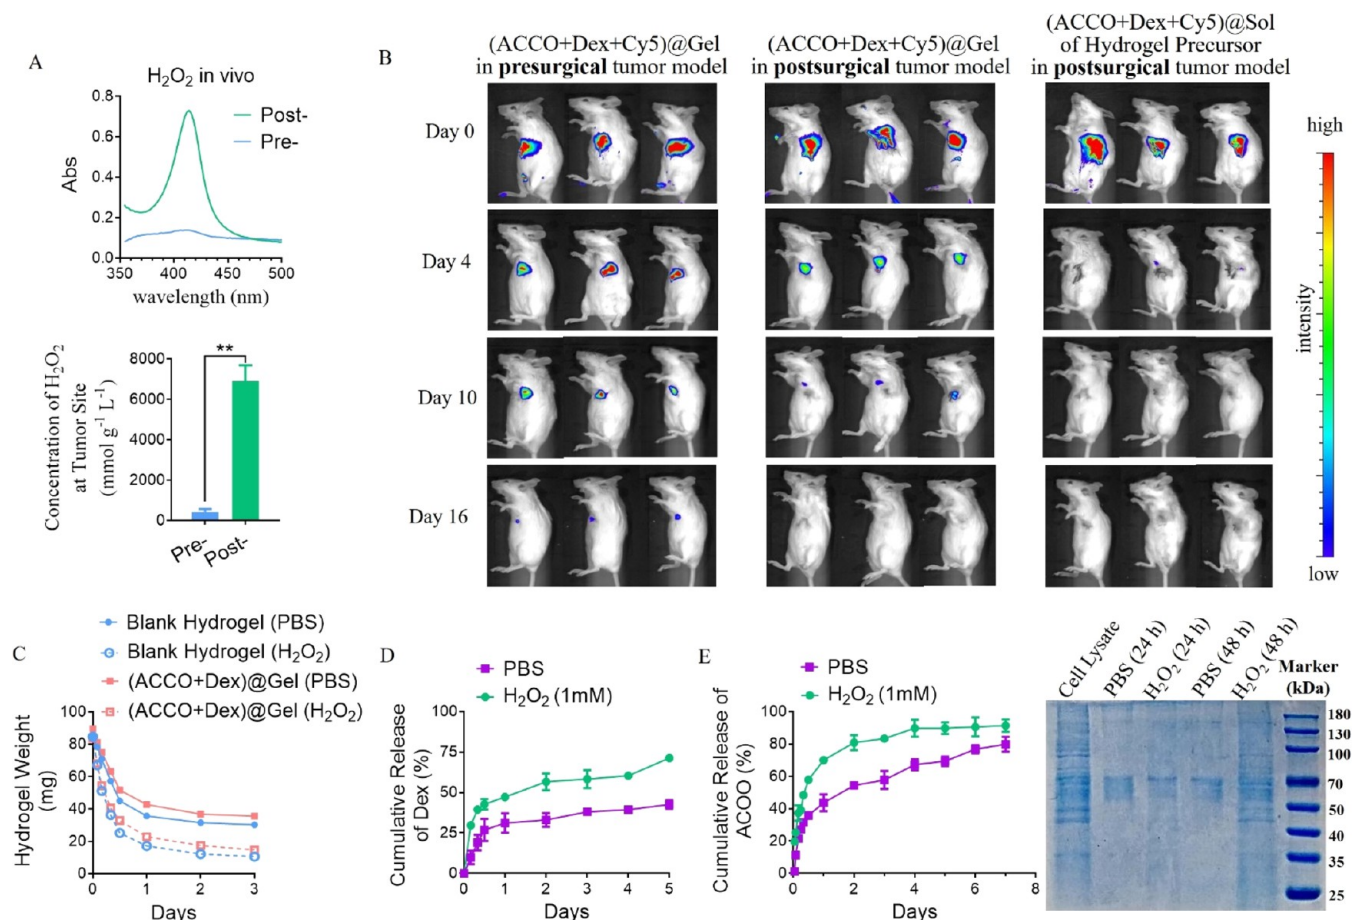 A
H₂O₂ in vivo
Post-
Pre-
Abs
0.8
0.6
0.4
0.2
0.0
350 400 450 500
wavelength (nm)
Concentration of H₂O₂
at Tumor Site
(mmol g⁻¹ L⁻¹)
8000
6000
4000
2000
0
**
Pre-
Post-
B
(ACCO+Dex+Cy5)@Gel
in presurgical tumor model
(ACCO+Dex+Cy5)@Gel
in postsurgical tumor model
(ACCO+Dex+Cy5)@Sol
of Hydrogel Precursor
in postsurgical tumor model
Day 0
Day 4
Day 10
Day 16
high
intensity
low
C
Blank Hydrogel (PBS)
Blank Hydrogel (H₂O₂)
(ACCO+Dex)@Gel (PBS)
(ACCO+Dex)@Gel (H₂O₂)
Hydrogel Weight
(mg)
100
80
60
40
20
0
0 1 2 3
Days
D
PBS
H₂O₂ (1mM)
Cumulative Release
of Dex (%)
100
75
50
25
0
0 1 2 3 4 5
Days
E
PBS
H₂O₂ (1mM)
Cumulative Release of
ACOO (%)
100
80
60
40
20
0
0 2 4 6 8
Days
Cell Lysate
PBS (24 h)
H₂O₂ (24 h)
PBS (48 h)
H₂O₂ (48 h)
Marker
(kDa)
180
130
100
70
50
40
35
25